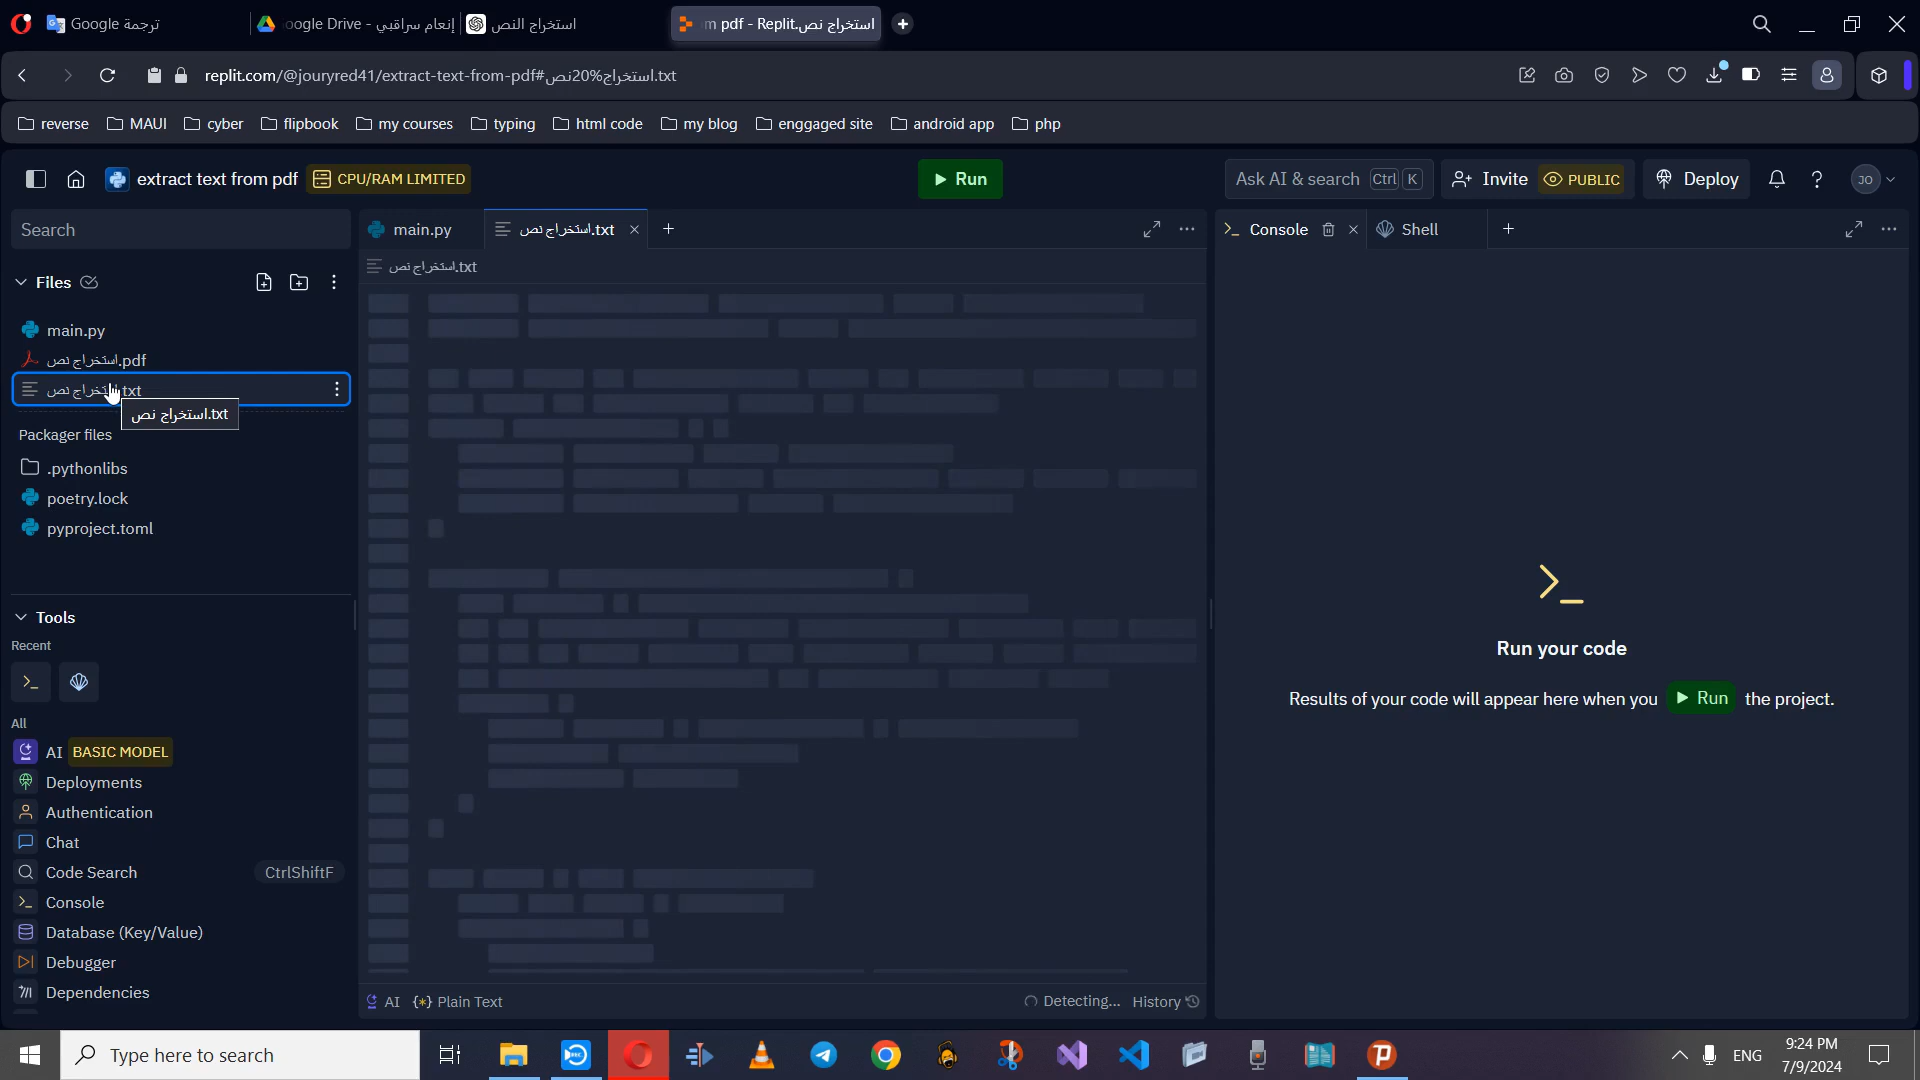 ترجمة Google
oogle Drive - إنعام سراقبي
استخراج النص
m pdf - Replit.استخراج نص
replit.com/@jouryred41/extract-text-from-pdf#استخراج%20نص.txt
reverse MAUI cyber flipbook my courses typing html code my blog enggaged site android app php
extract text from pdf CPU/RAM LIMITED Run Ask AI & search Ctrl K Invite PUBLIC Deploy ? JO
Search main.py استخراج نص.txt Console Shell
استخراج نص.txt
Files
main.py
استخراج نص.pdf
استخراج نص.txt
استخراج نص.txt
Packager files
.pythonlibs
poetry.lock
pyproject.toml
Run your code
Results of your code will appear here when you Run the project.
Tools
Recent
All
AI BASIC MODEL
Deployments
Authentication
Chat
Code Search CtrlShiftF
Console
Database (Key/Value)
Debugger
Dependencies
AI Plain Text Detecting... History
Type here to search ENG 9:24 PM
7/9/2024